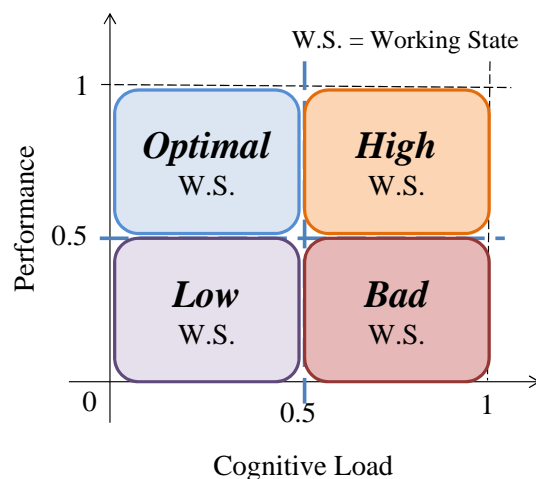 W.S. = Working State
1
Optimal
W.S.
High
W.S.
0.5
Performance
Low
W.S.
Bad
W.S.
0
0.5
1
Cognitive Load